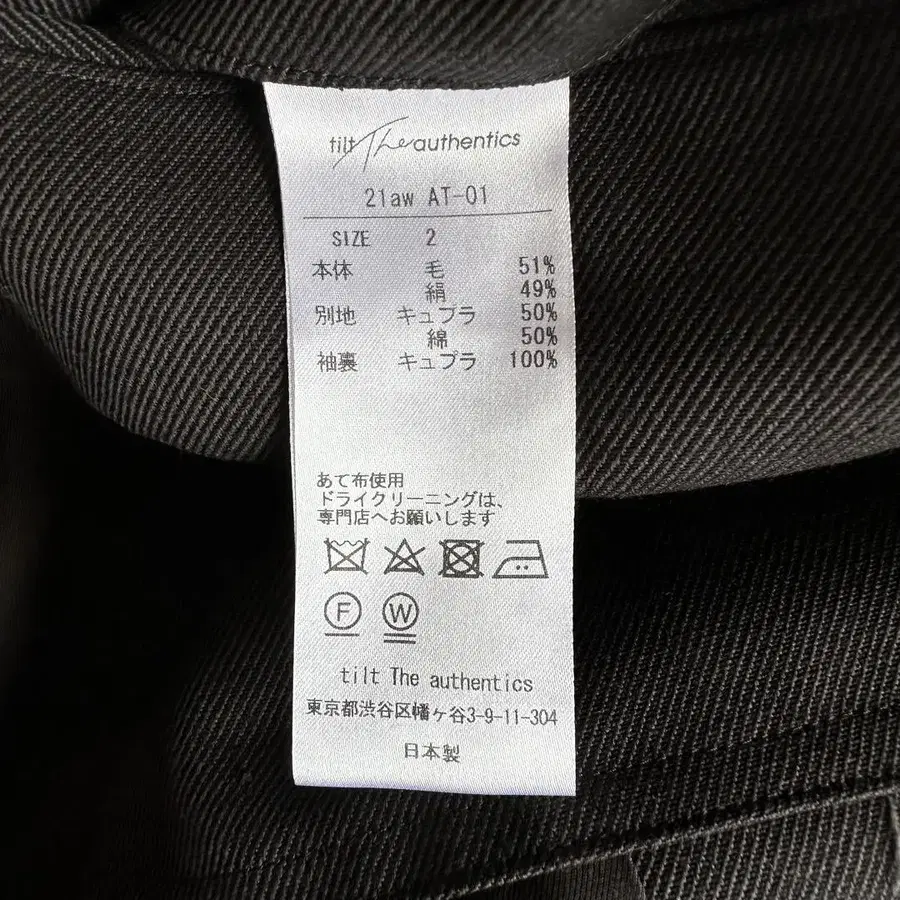 tilt The authentics
21aw AT-01
SIZE 2
本体 毛 51%
絹 49%
別地 キュプラ 50%
綿 50%
袖裏 キュプラ 100%
あて布使用
ドライクリーニングは、
専門店へお願いします
F W
tilt The authentics
東京都渋谷区幡ヶ谷3-9-11-304
日本製